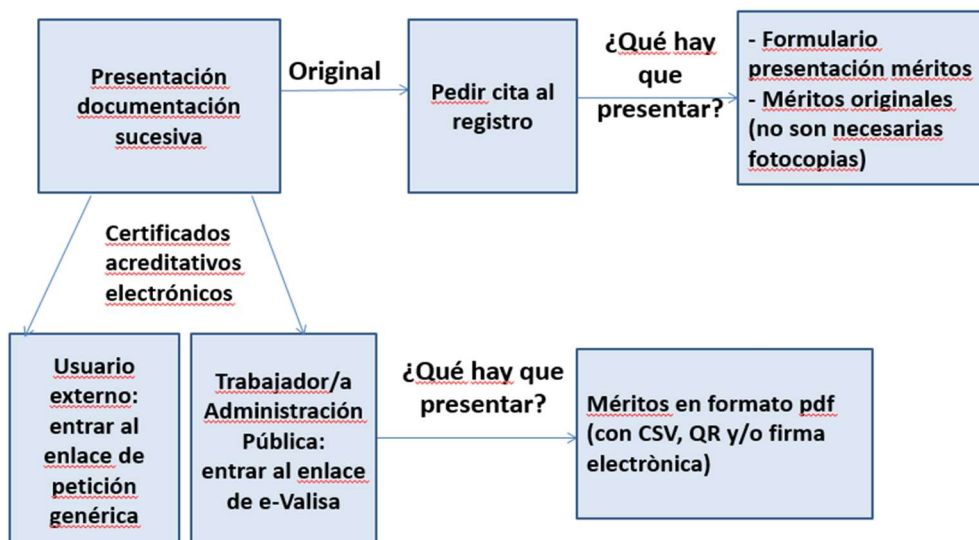 Presentación
documentación
sucesiva
Original
Pedir cita al
registro
¿Qué hay
que
presentar?
- Formulario
presentación méritos
- Méritos originales
(no son necesarias
fotocopias)
Certificados
acreditativos
electrónicos
Usuario
externo:
entrar al
enlace de
petición
genérica
Trabajador/a
Administración
Pública:
entrar al enlace
de e-Valisa
¿Qué hay que
presentar?
Méritos en formato pdf
(con CSV, QR y/o firma
electrònica)